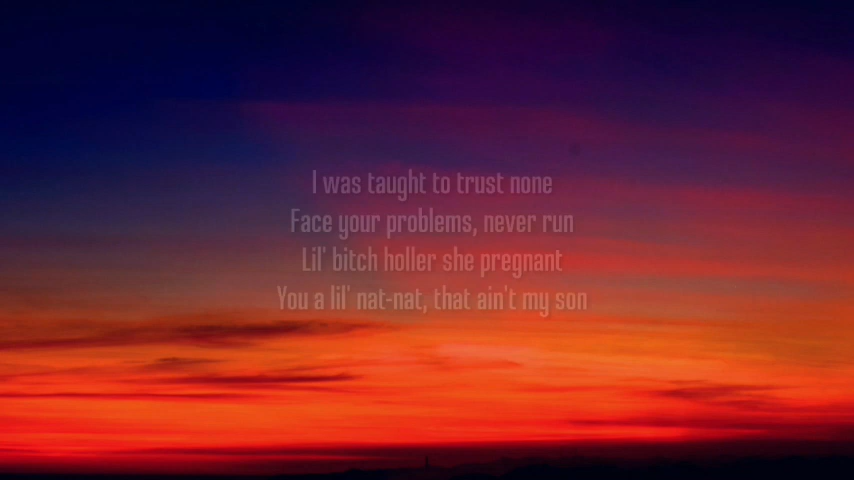 I was taught to trust none
Face your problems, never run
Lil' bitch holler she pregnant
You a lil' nat-nat, that ain't my son